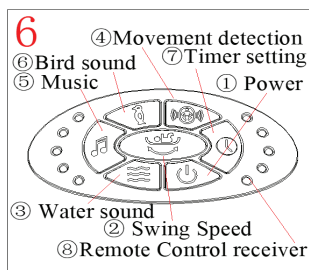 6
④Movement detection
⑦Timer setting
⑥Bird sound
⑤ Music
① Power
③ Water sound
② Swing Speed
⑧Remote Control receiver